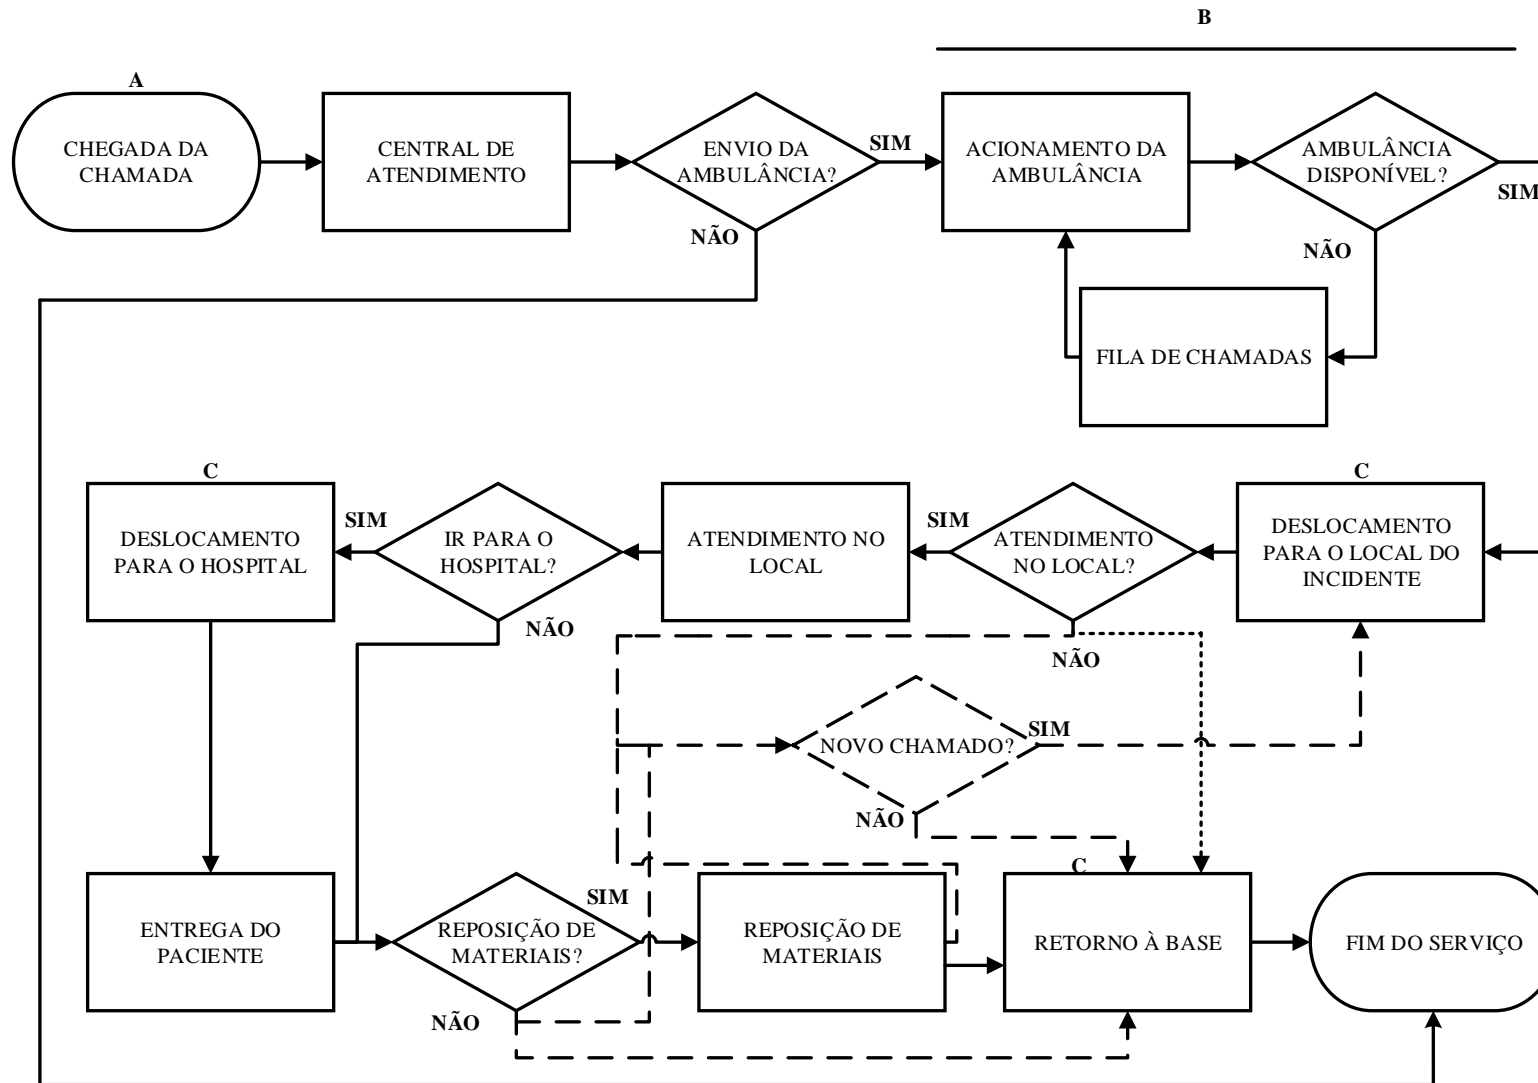 B
A
CHEGADA DA
CHAMADA
CENTRAL DE
ATENDIMENTO
ENVIO DA
AMBULÂNCIA?
SIM
NÃO
ACIONAMENTO DA
AMBULÂNCIA
AMBULÂNCIA
DISPONÍVEL?
SIM
NÃO
FILA DE CHAMADAS
C
DESLOCAMENTO
PARA O HOSPITAL
SIM
IR PARA O
HOSPITAL?
NÃO
ATENDIMENTO NO
LOCAL
SIM
ATENDIMENTO
NO LOCAL?
NÃO
C
DESLOCAMENTO
PARA O LOCAL DO
INCIDENTE
NOVO CHAMADO?
SIM
NÃO
ENTREGA DO
PACIENTE
REPOSIÇÃO DE
MATERIAIS?
SIM
NÃO
REPOSIÇÃO DE
MATERIAIS
C
RETORNO À BASE
FIM DO SERVIÇO